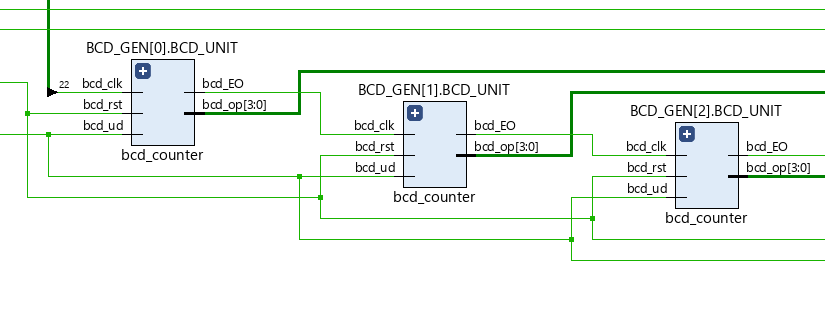 BCD_GEN[0].BCD_UNIT
22
bcd_clk
bcd_EO
bcd_rst
bcd_op[3:0]
bcd_ud
bcd_counter
BCD_GEN[1].BCD_UNIT
bcd_clk
bcd_EO
bcd_rst
bcd_op[3:0]
bcd_ud
bcd_counter
BCD_GEN[2].BCD_UNIT
bcd_clk
bcd_EO
bcd_rst
bcd_op[3:0]
bcd_ud
bcd_counter